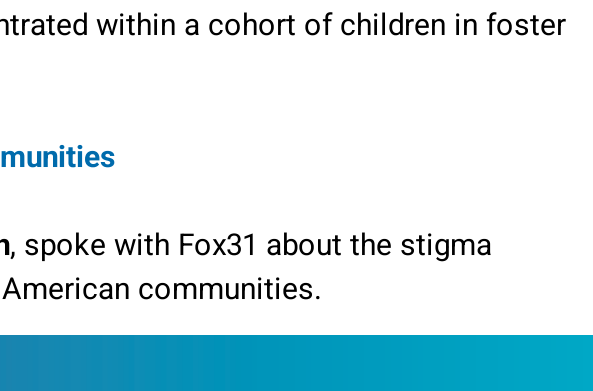 ntrated within a cohort of children in foster
munities
n, spoke with Fox31 about the stigma
American communities.